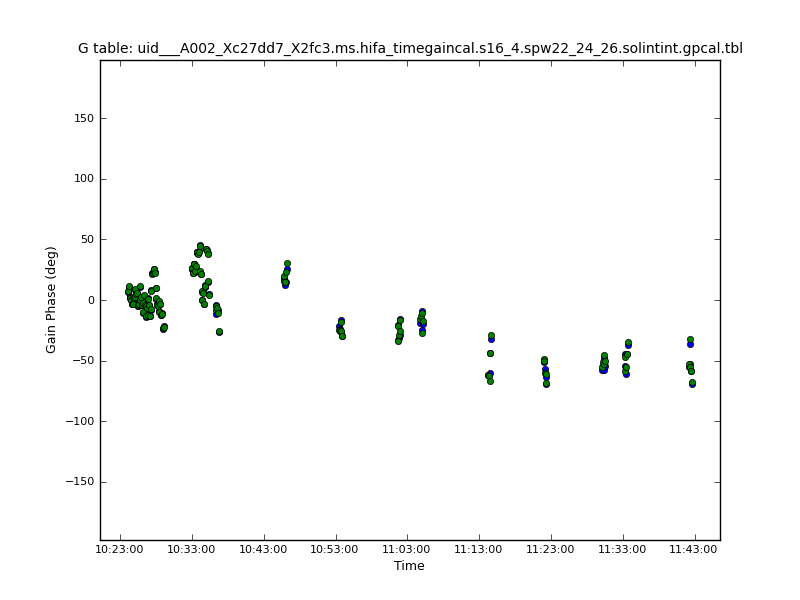 G table: uid___A002_Xc27dd7_X2fc3.ms.hifa_timegaincal.s16_4.spw22_24_26.solintint.gpcal.tbl
150
100
50
0
−50
−100
−150
Gain Phase (deg)
10:23:00 10:33:00 10:43:00 10:53:00 11:03:00 11:13:00 11:23:00 11:33:00 11:43:00
Time